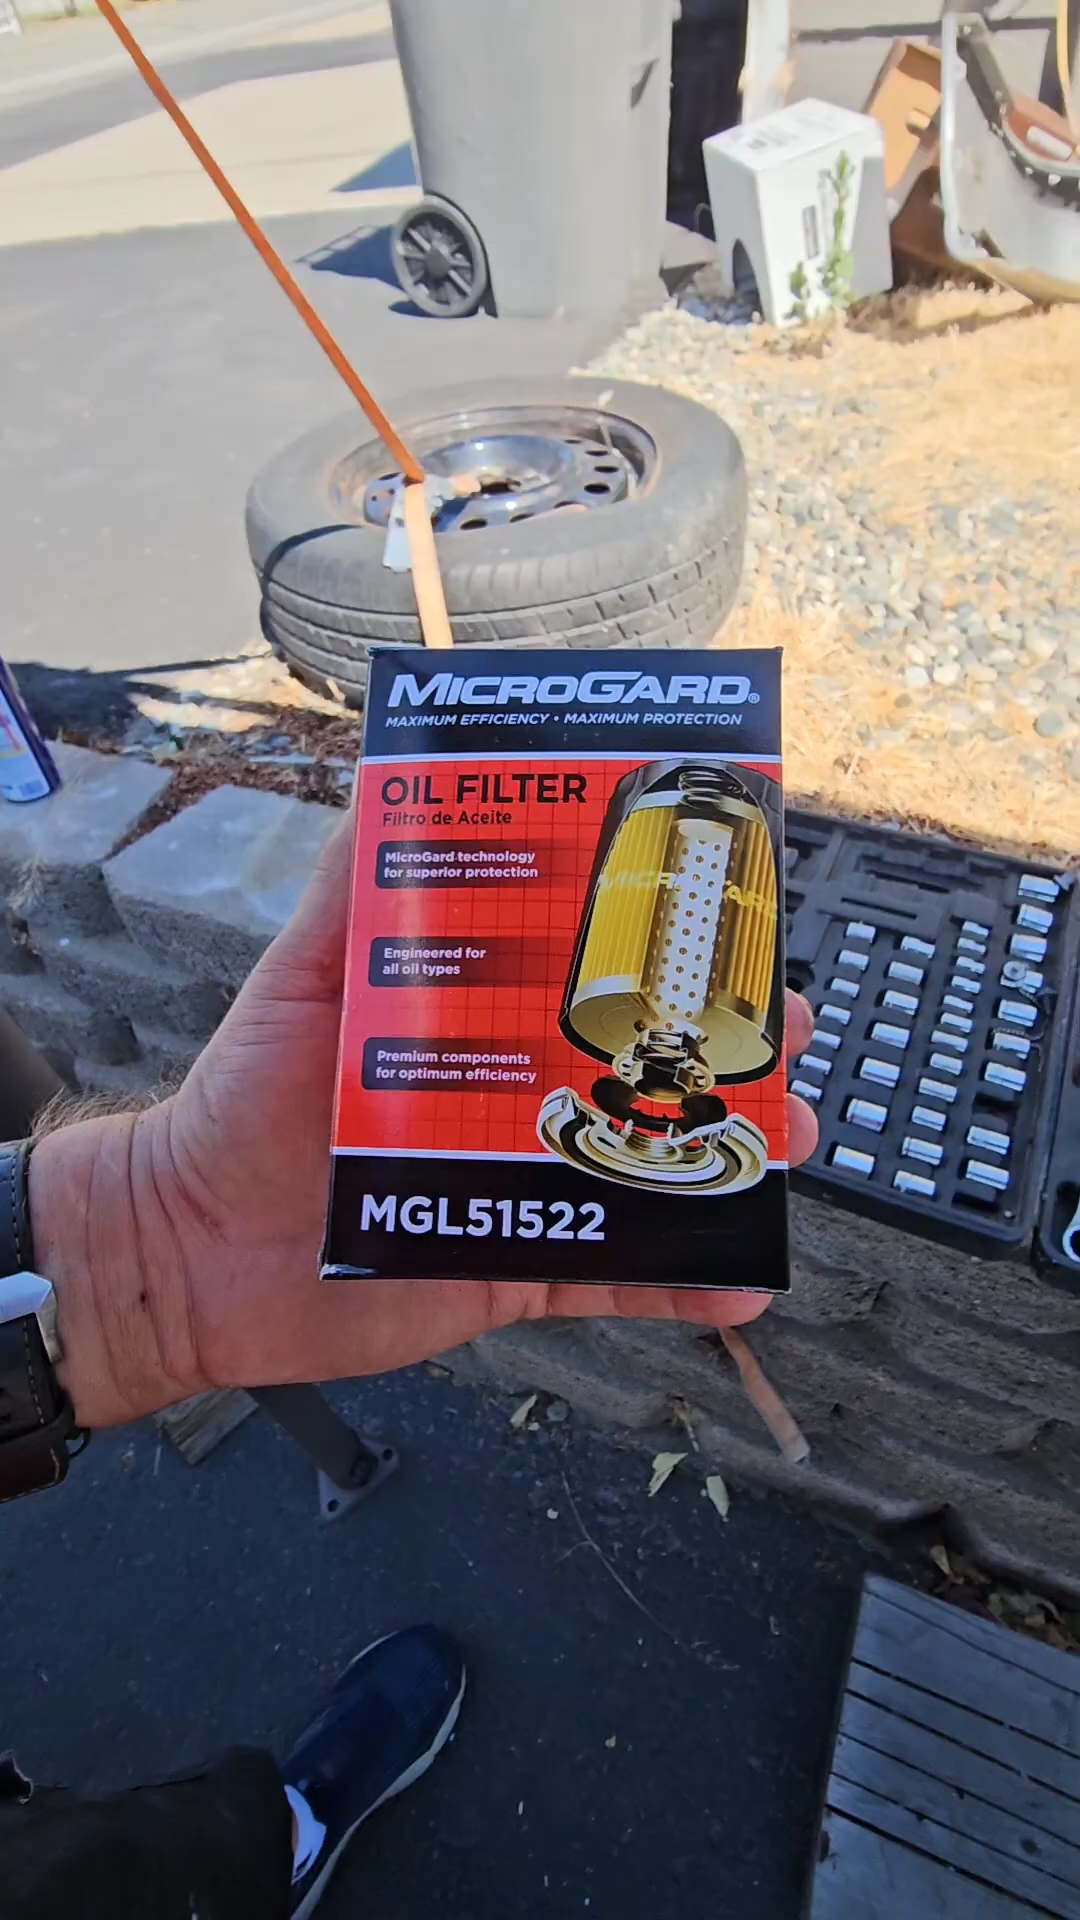 MICROGARD®
MAXIMUM EFFICIENCY • MAXIMUM PROTECTION
OIL FILTER
Filtro de Aceite
MicroGard technology
for superior protection
MICROGARD
Engineered for
all oil types
Premium components
for optimum efficiency
MGL51522